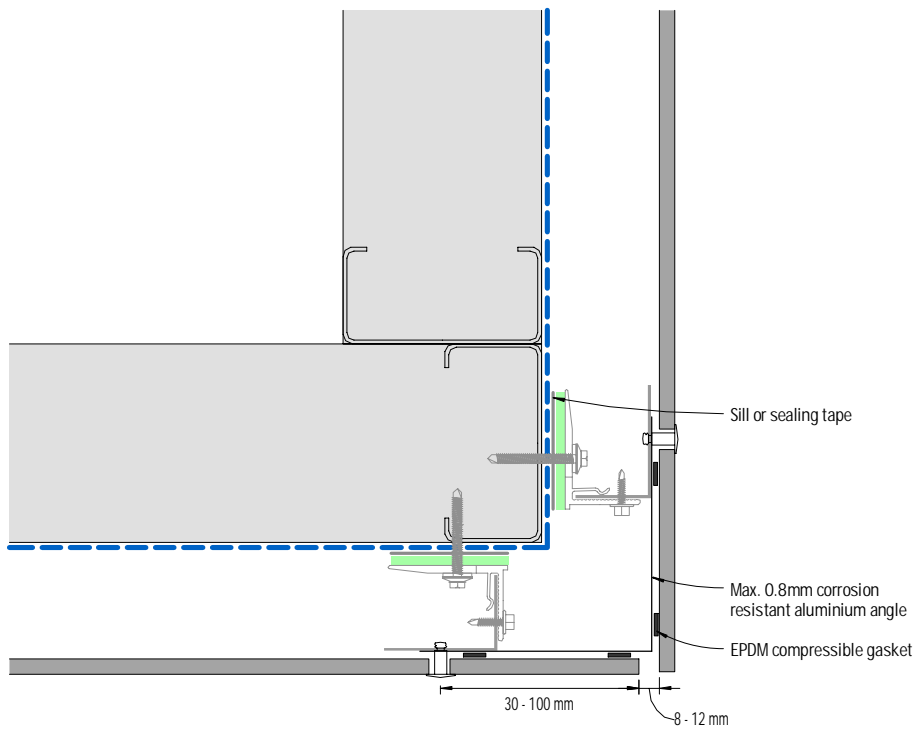 Sill or sealing tape
Max. 0.8mm corrosion
resistant aluminium angle
EPDM compressible gasket
30 - 100 mm
8 - 12 mm